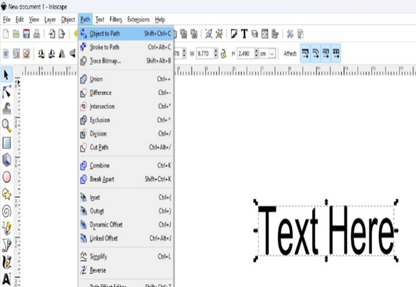 New document 1 - Inkscape
File Edit View Layer Object Path Text Filters Extensions Help
Object to Path Shift+Ctrl+C
Stroke to Path Ctrl+Alt+C
Trace Bitmap... Shift+Alt+B
Union Ctrl++
Difference Ctrl+-
Intersection Ctrl+*
Exclusion Ctrl+^
Division Ctrl+/
Cut Path Ctrl+Alt+/
Combine Ctrl+K
Break Apart Shift+Ctrl+K
Inset Ctrl+(
Outset Ctrl+)
Dynamic Offset Ctrl+J
Linked Offset Ctrl+Alt+J
Simplify Ctrl+L
Reverse
W: 9.770 H: 2.480 cm Affect:
Text Here